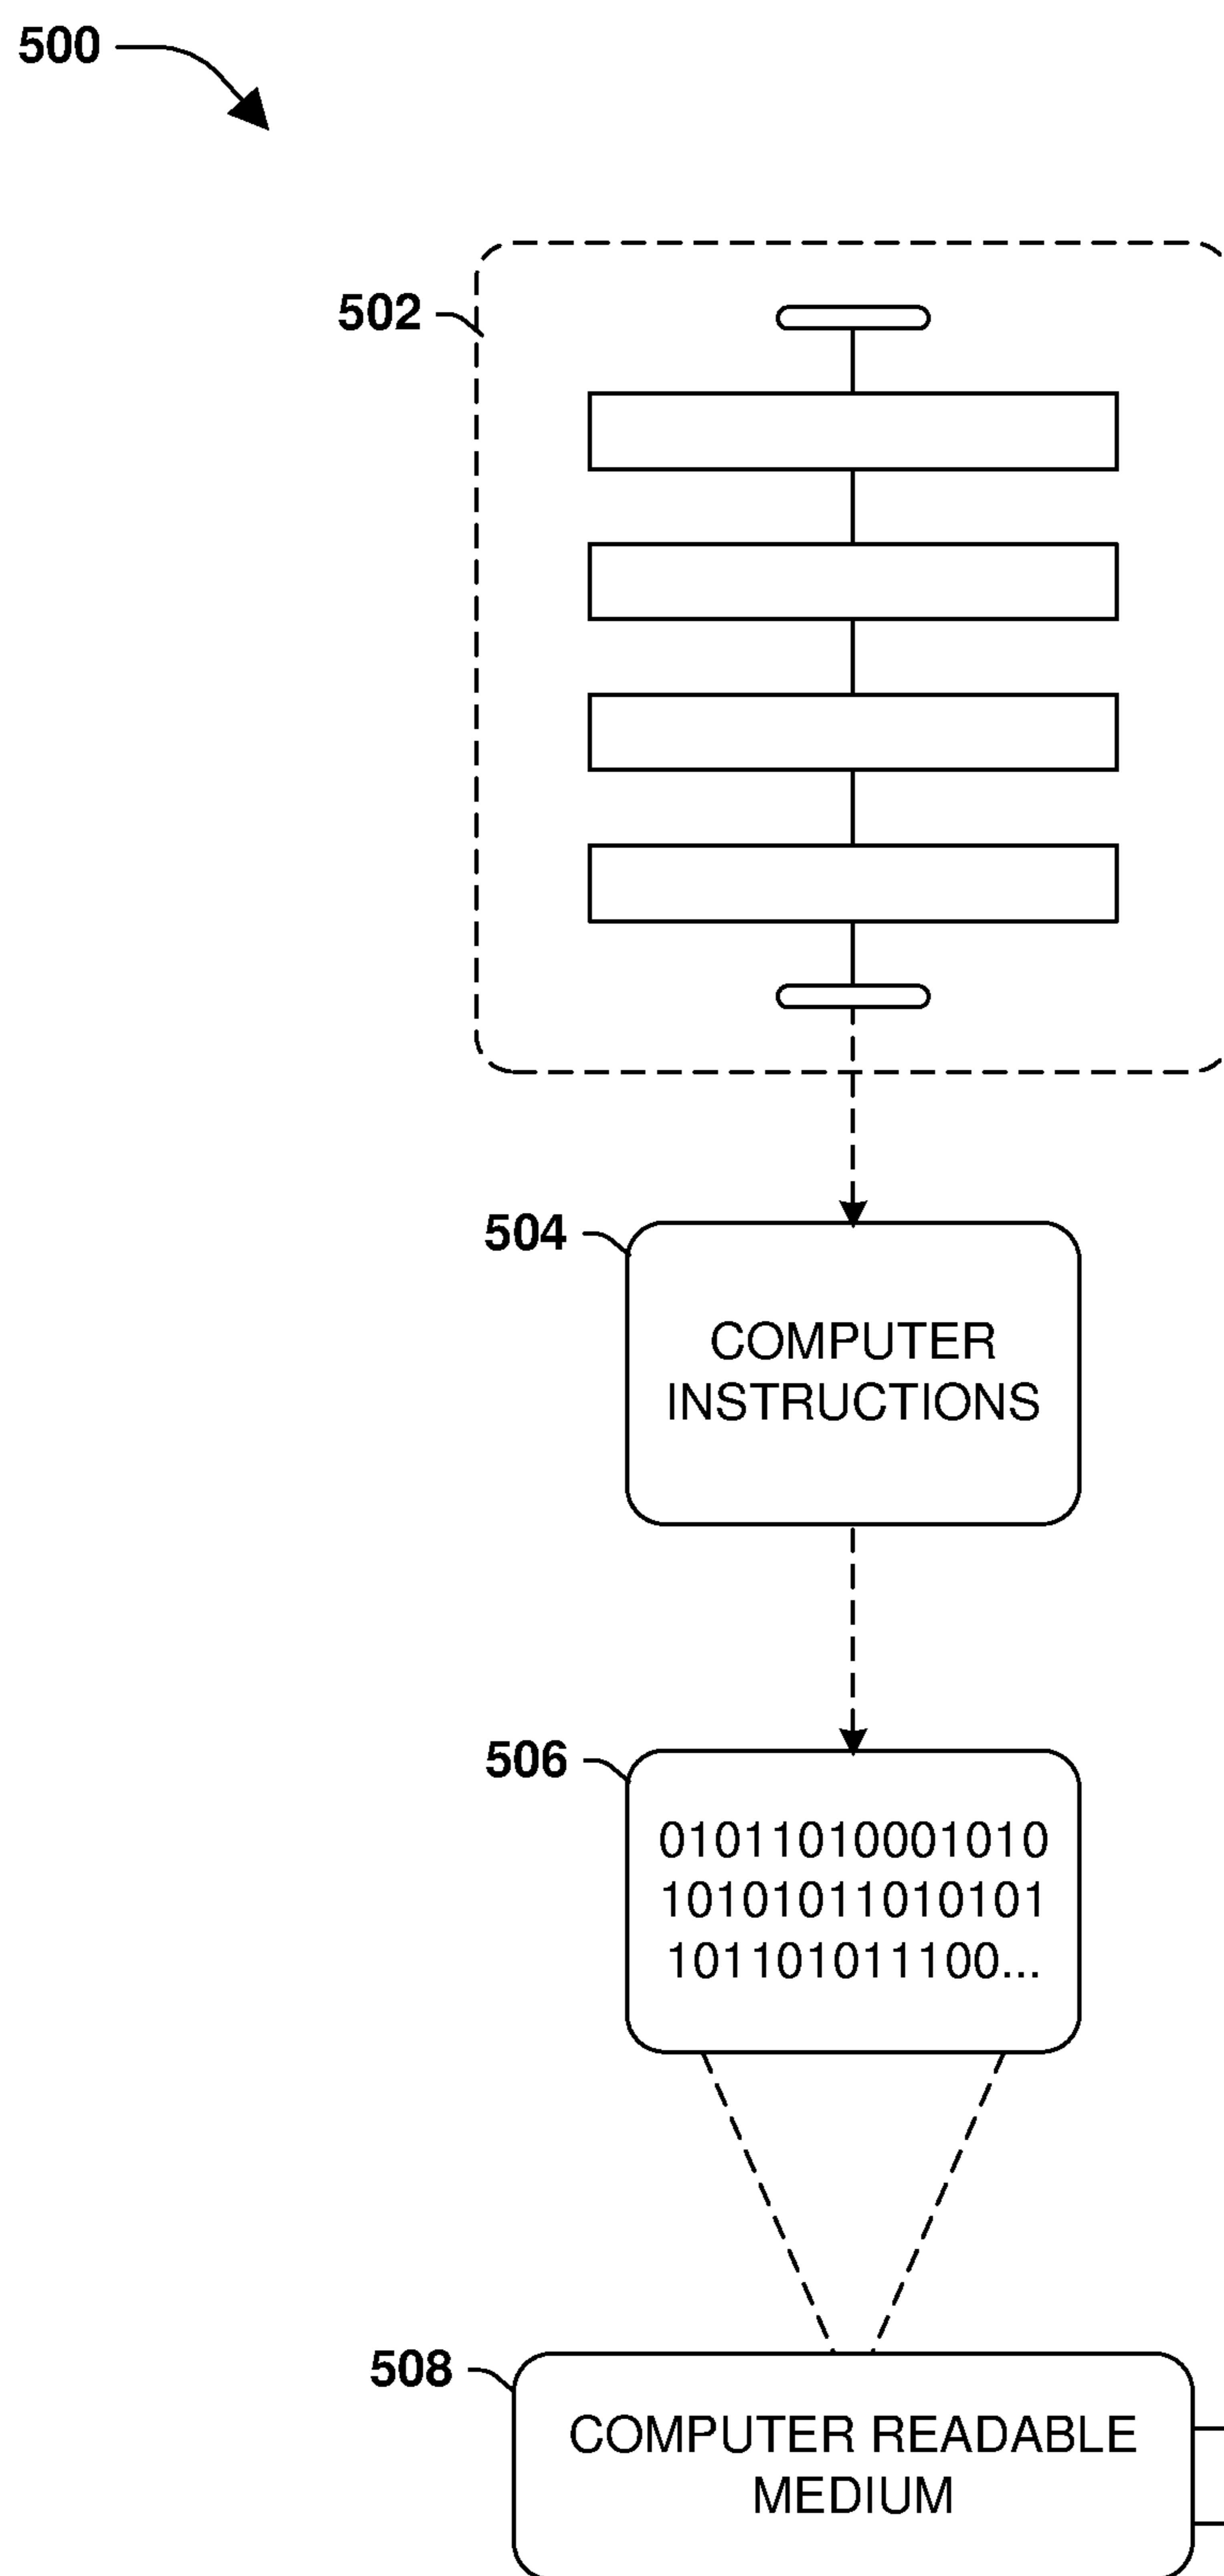 500
502
504
COMPUTER
INSTRUCTIONS
506
01011010001010
10101011010101
101101011100...
508
COMPUTER READABLE
MEDIUM